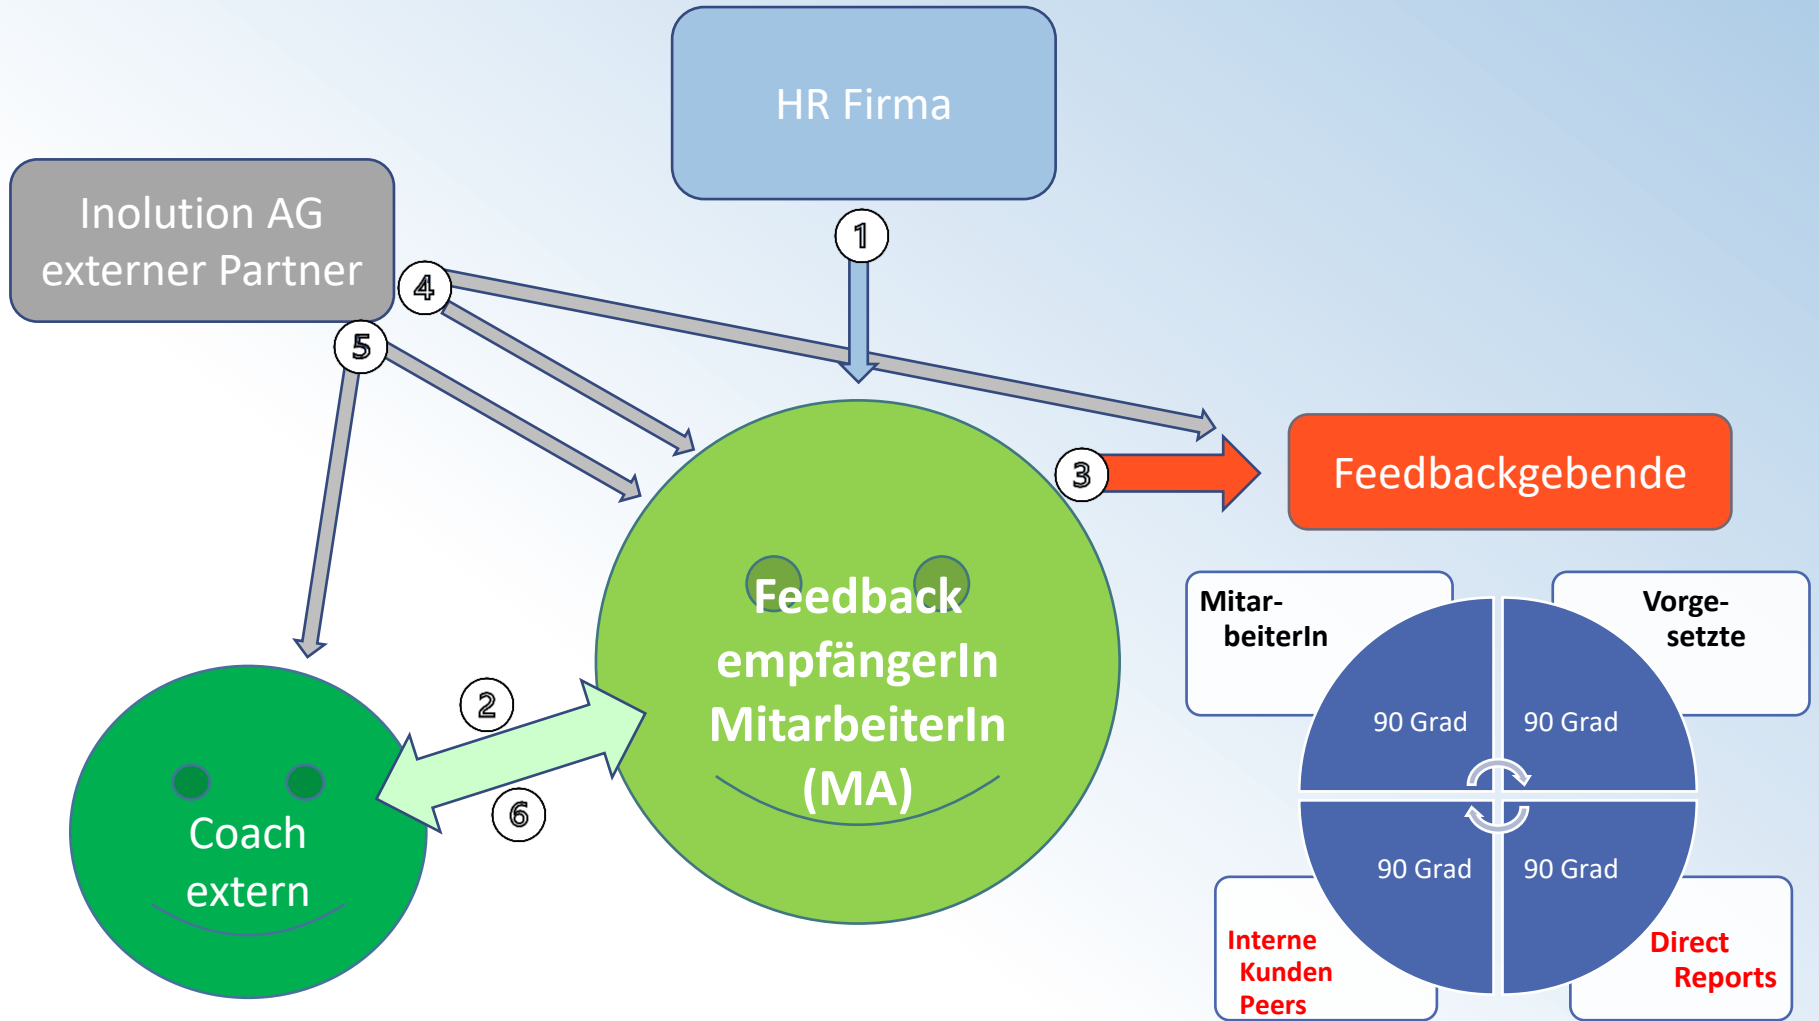 HR Firma
Inolution AG
externer Partner
1
4
5
3
Feedbackgebende
Feedback
empfängerIn
MitarbeiterIn
(MA)
2
6
Coach
extern
Mitar-
beiterIn
Vorge-
setzte
90 Grad
90 Grad
90 Grad
90 Grad
Interne
Kunden
Peers
Direct
Reports